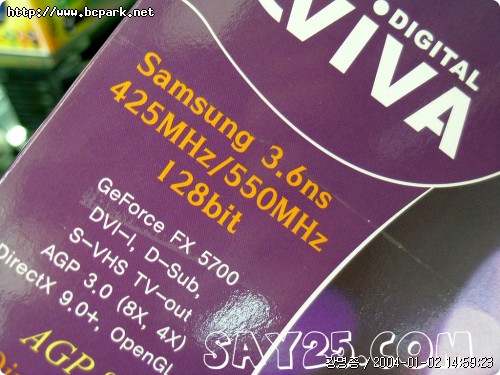 http://www.bcpark.net
DIGITAL
VIVA
Samsung 3.6ns
425MHz/550MHz
128bit
GeForce FX 5700
DVI-I, D-Sub,
S-VHS TV-out
AGP 3.0 (8X, 4X)
DirectX 9.0+, OpenGL
AGP
SAY25.COM
2004-01-02 14:59:23